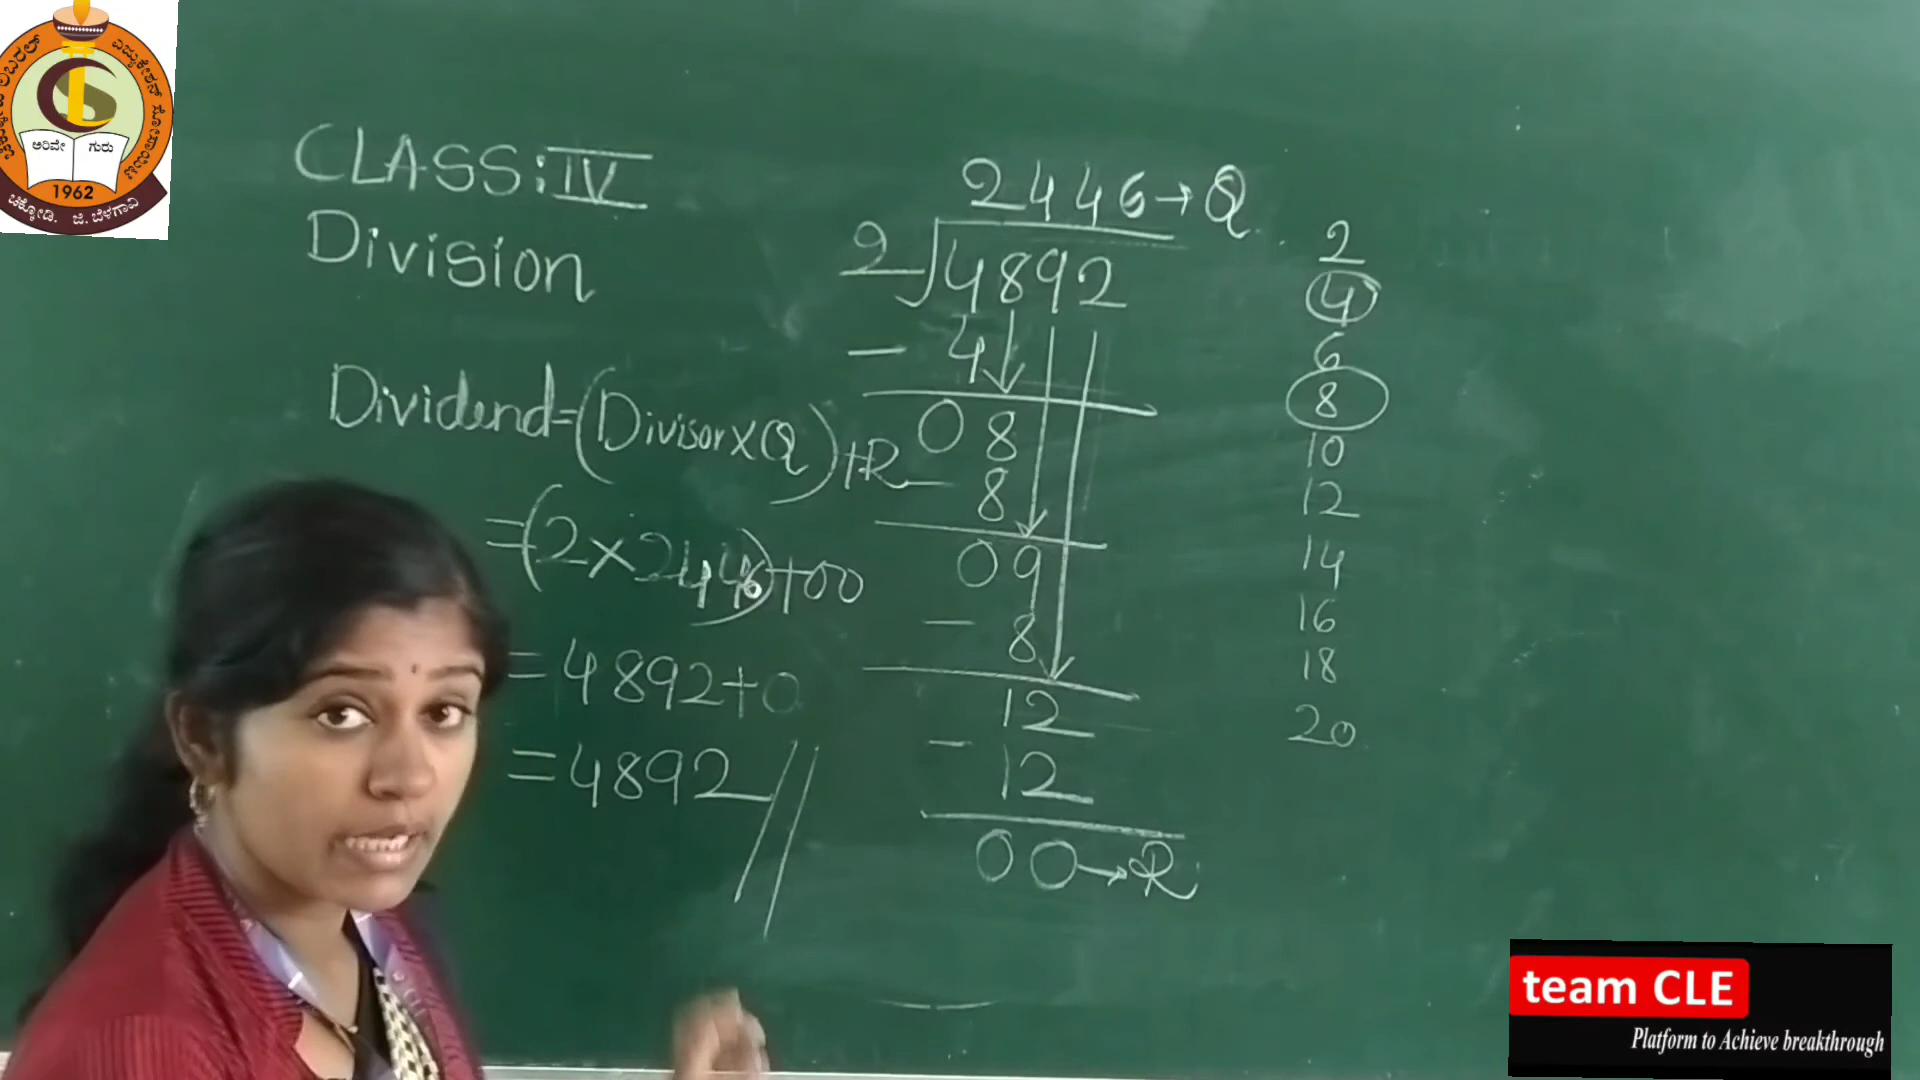 ಅರಿವೇ ಗುರು
1962
ಚಿಕ್ಕೋಡಿ. ಜಿ. ಬೆಳಗಾವಿ
CLASS: IV
Division
Dividend=(Divisor×Q)+R
=(2×2446)+00
=4892+0
=4892//
2446→Q
2 4892
- 4
08
- 8
09
- 8
12
- 12
00→R
2
4
6
8
10
12
14
16
18
20
team CLE
Platform to Achieve breakthrough